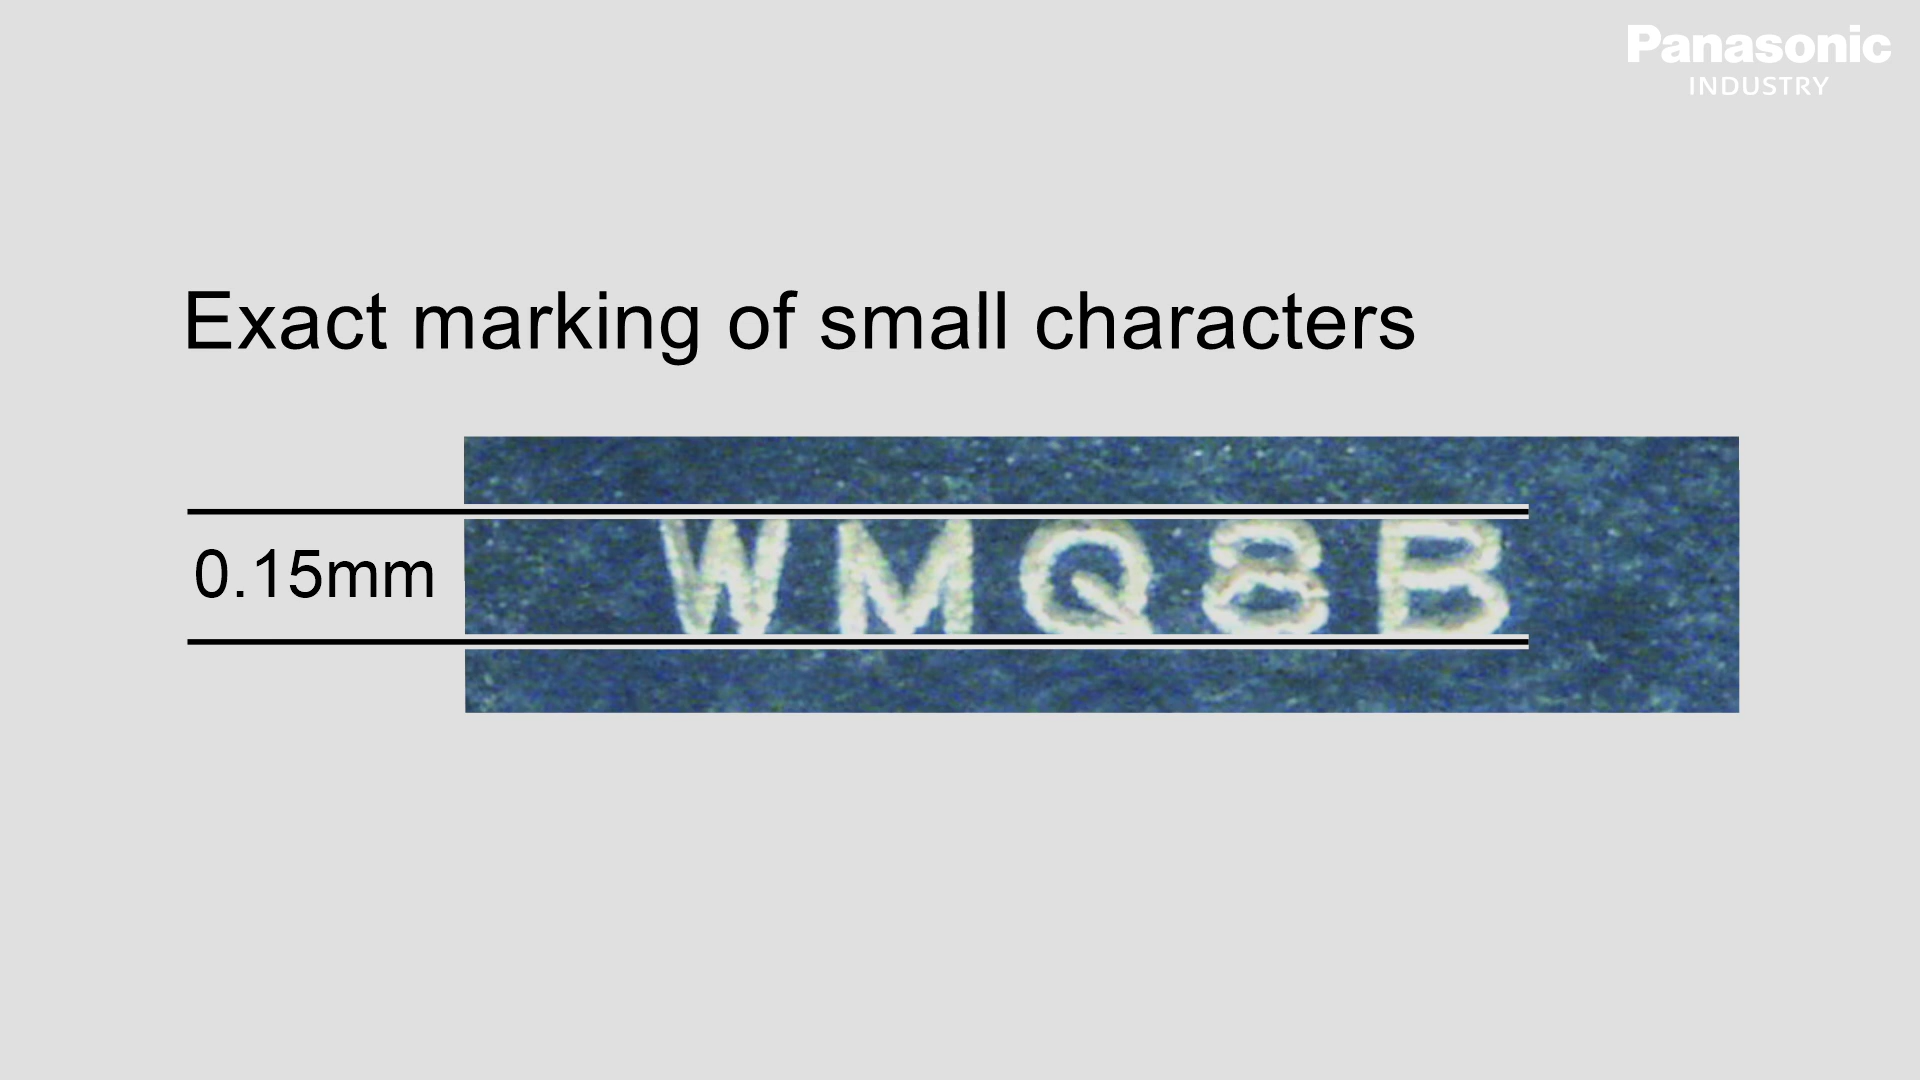 Panasonic
INDUSTRY
Exact marking of small characters
0.15mm
WMQ8B